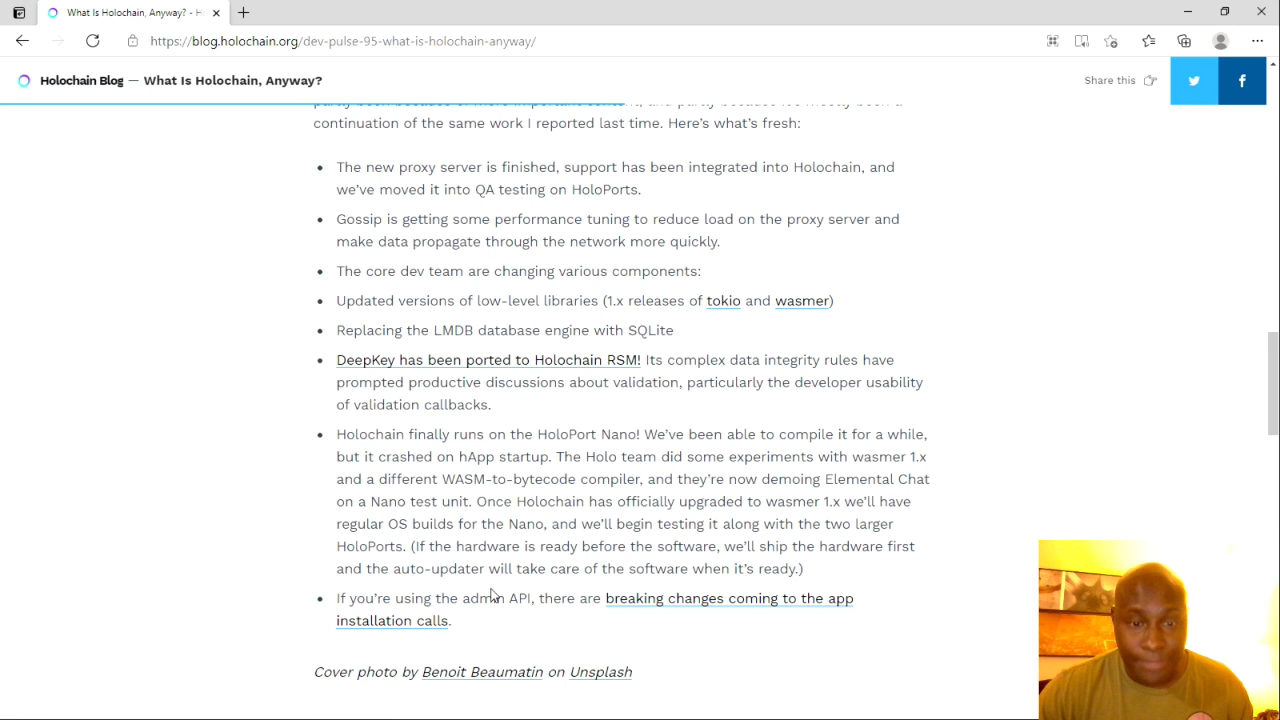 What Is Holochain, Anyway? - H
https://blog.holochain.org/dev-pulse-95-what-is-holochain-anyway/
Holochain Blog — What Is Holochain, Anyway?
Share this
partly been because of more important content, and partly because it's mostly been a
continuation of the same work I reported last time. Here's what's fresh:
• The new proxy server is finished, support has been integrated into Holochain, and
we've moved it into QA testing on HoloPorts.
• Gossip is getting some performance tuning to reduce load on the proxy server and
make data propagate through the network more quickly.
• The core dev team are changing various components:
• Updated versions of low-level libraries (1.x releases of tokio and wasmer)
• Replacing the LMDB database engine with SQLite
• DeepKey has been ported to Holochain RSM! Its complex data integrity rules have
prompted productive discussions about validation, particularly the developer usability
of validation callbacks.
• Holochain finally runs on the HoloPort Nano! We've been able to compile it for a while,
but it crashed on hApp startup. The Holo team did some experiments with wasmer 1.x
and a different WASM-to-bytecode compiler, and they're now demoing Elemental Chat
on a Nano test unit. Once Holochain has officially upgraded to wasmer 1.x we'll have
regular OS builds for the Nano, and we'll begin testing it along with the two larger
HoloPorts. (If the hardware is ready before the software, we'll ship the hardware first
and the auto-updater will take care of the software when it's ready.)
• If you're using the admin API, there are breaking changes coming to the app
installation calls.
Cover photo by Benoit Beaumatin on Unsplash